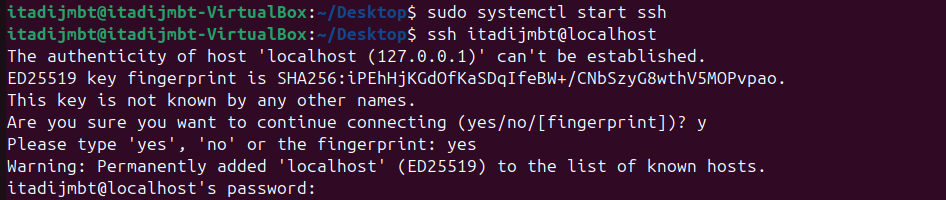 itadijmbt@itadijmbt-VirtualBox:~/Desktop$ sudo systemctl start ssh
itadijmbt@itadijmbt-VirtualBox:~/Desktop$ ssh itadijmbt@localhost
The authenticity of host 'localhost (127.0.0.1)' can't be established.
ED25519 key fingerprint is SHA256:iPEhHjKGdOfKaSDqIfeBW+/CNbSzyG8wthV5MOPvpao.
This key is not known by any other names.
Are you sure you want to continue connecting (yes/no/[fingerprint])? y
Please type 'yes', 'no' or the fingerprint: yes
Warning: Permanently added 'localhost' (ED25519) to the list of known hosts.
itadijmbt@localhost's password: